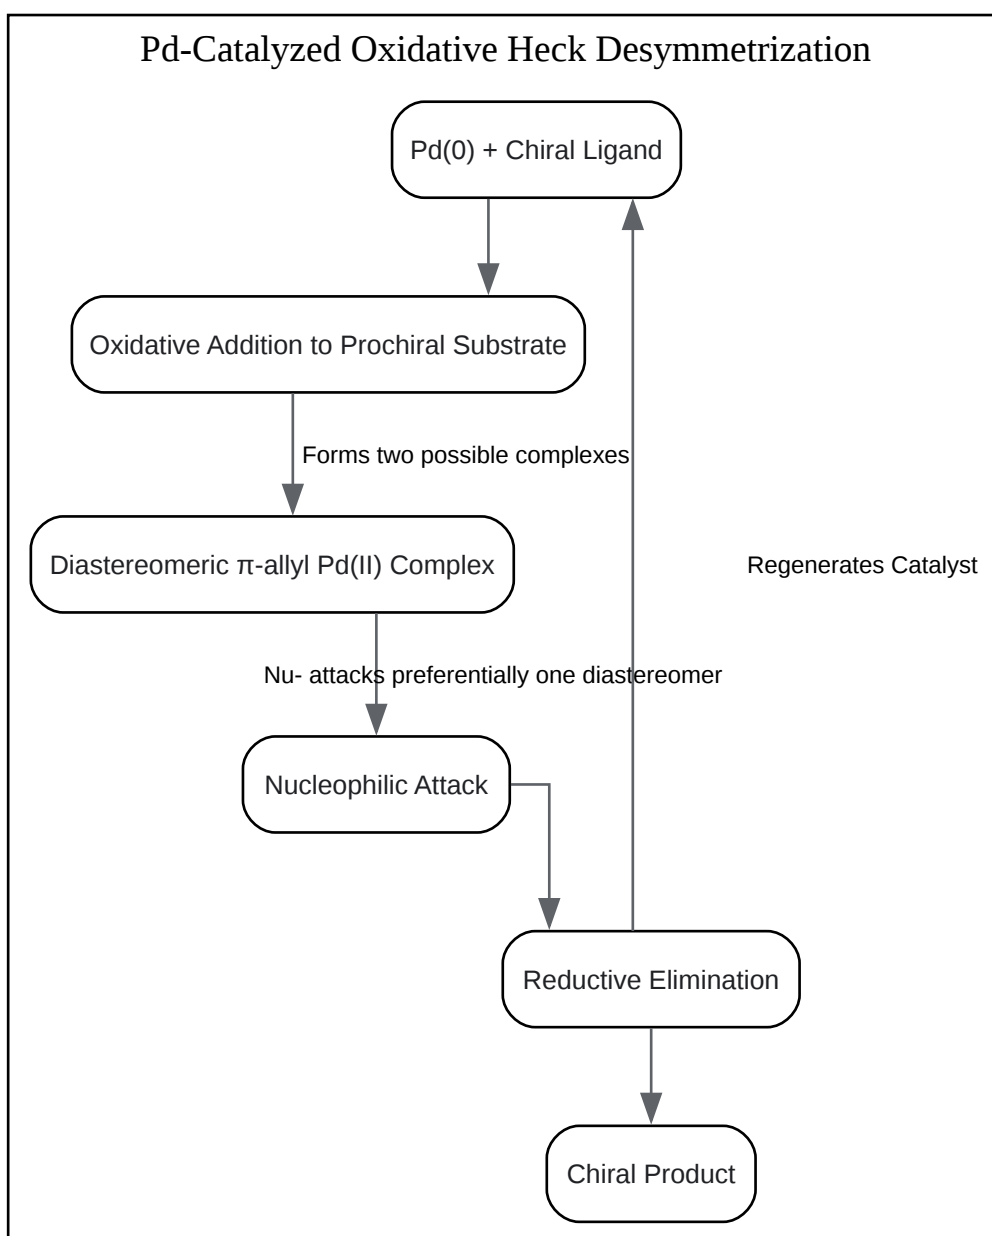 Pd-Catalyzed Oxidative Heck Desymmetrization
Pd(0) + Chiral Ligand
Oxidative Addition to Prochiral Substrate
Forms two possible complexes
Diastereomeric π-allyl Pd(II) Complex
Regenerates Catalyst
Nu- attacks preferentially one diastereomer
Nucleophilic Attack
Reductive Elimination
Chiral Product